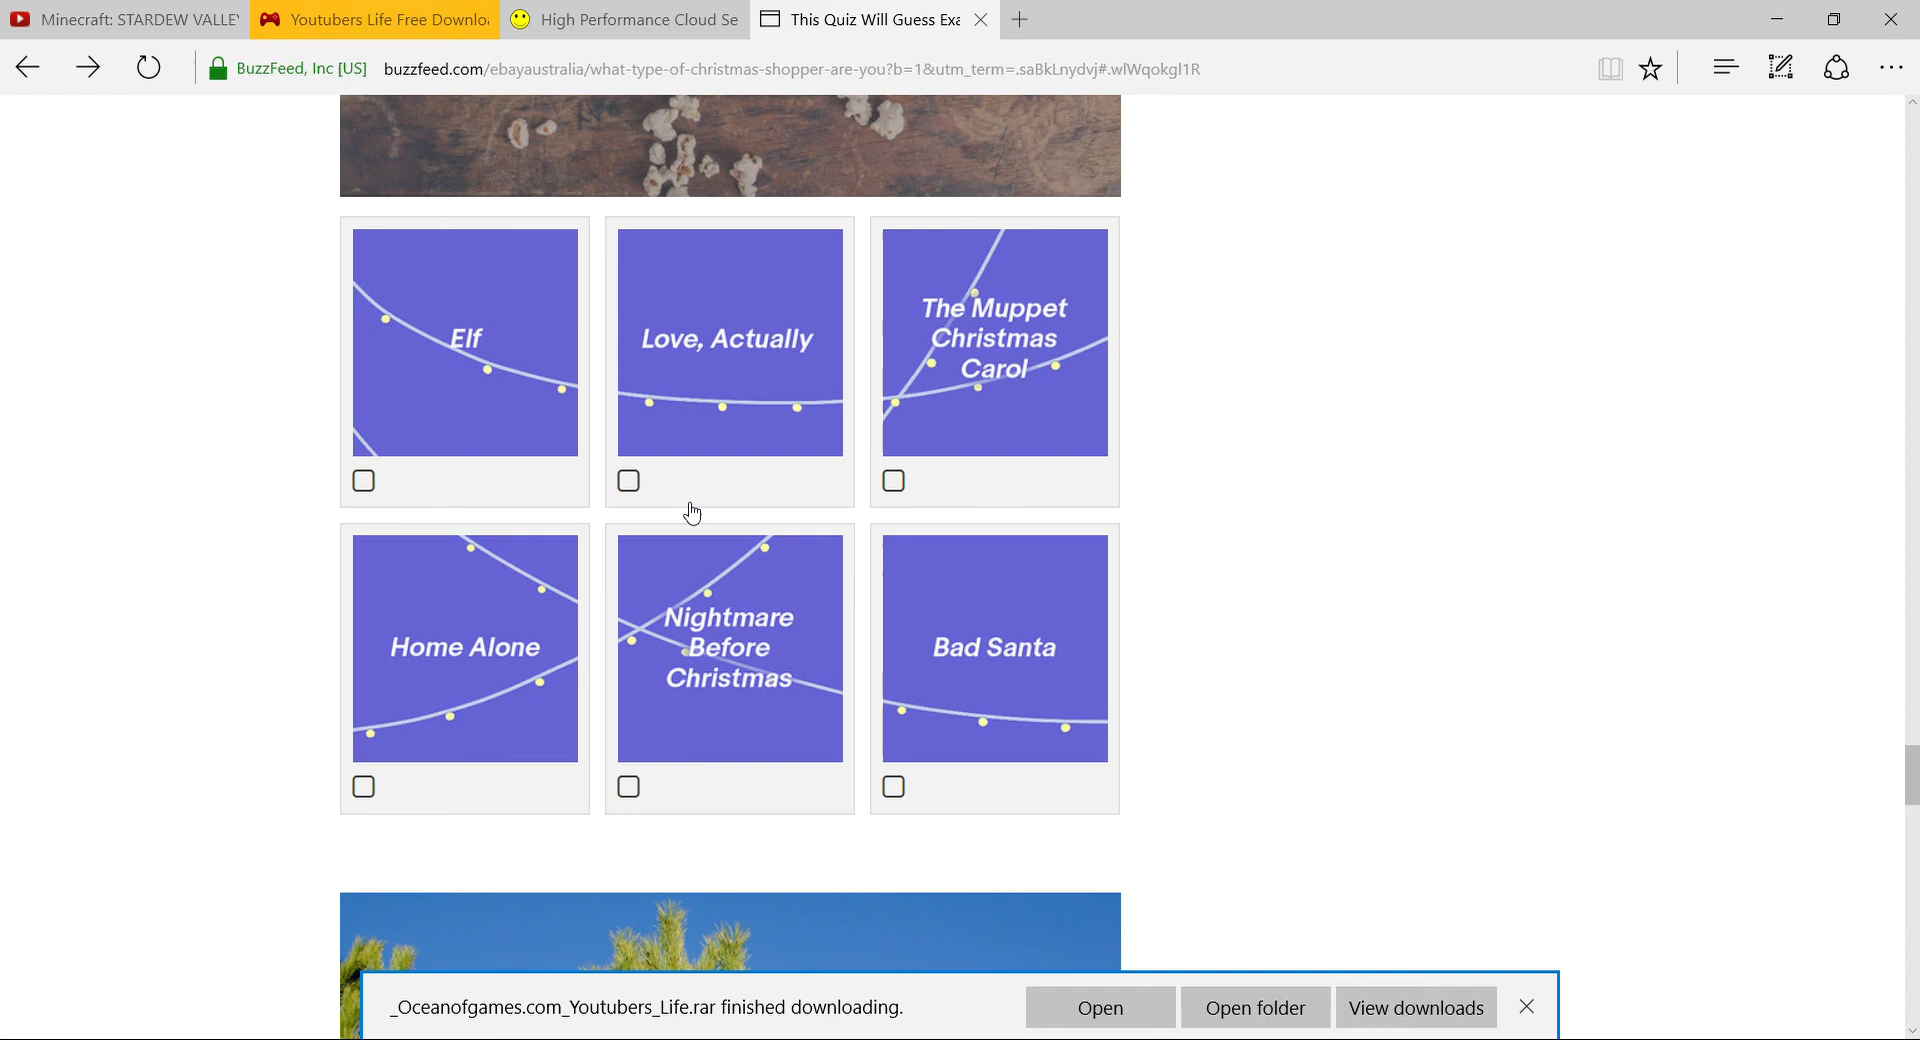 Minecraft: STARDEW VALLEY
Youtubers Life Free Downlo
High Performance Cloud Se
This Quiz Will Guess Exa
BuzzFeed, Inc [US]
buzzfeed.com/ebayaustralia/what-type-of-christmas-shopper-are-you?b=1&utm_term=.saBkLnydvj#.wlWqokgl1R
Elf
Love, Actually
The Muppet
Christmas
Carol
Home Alone
Nightmare
Before
Christmas
Bad Santa
_Oceanofgames.com_Youtubers_Life.rar finished downloading.
Open
Open folder
View downloads